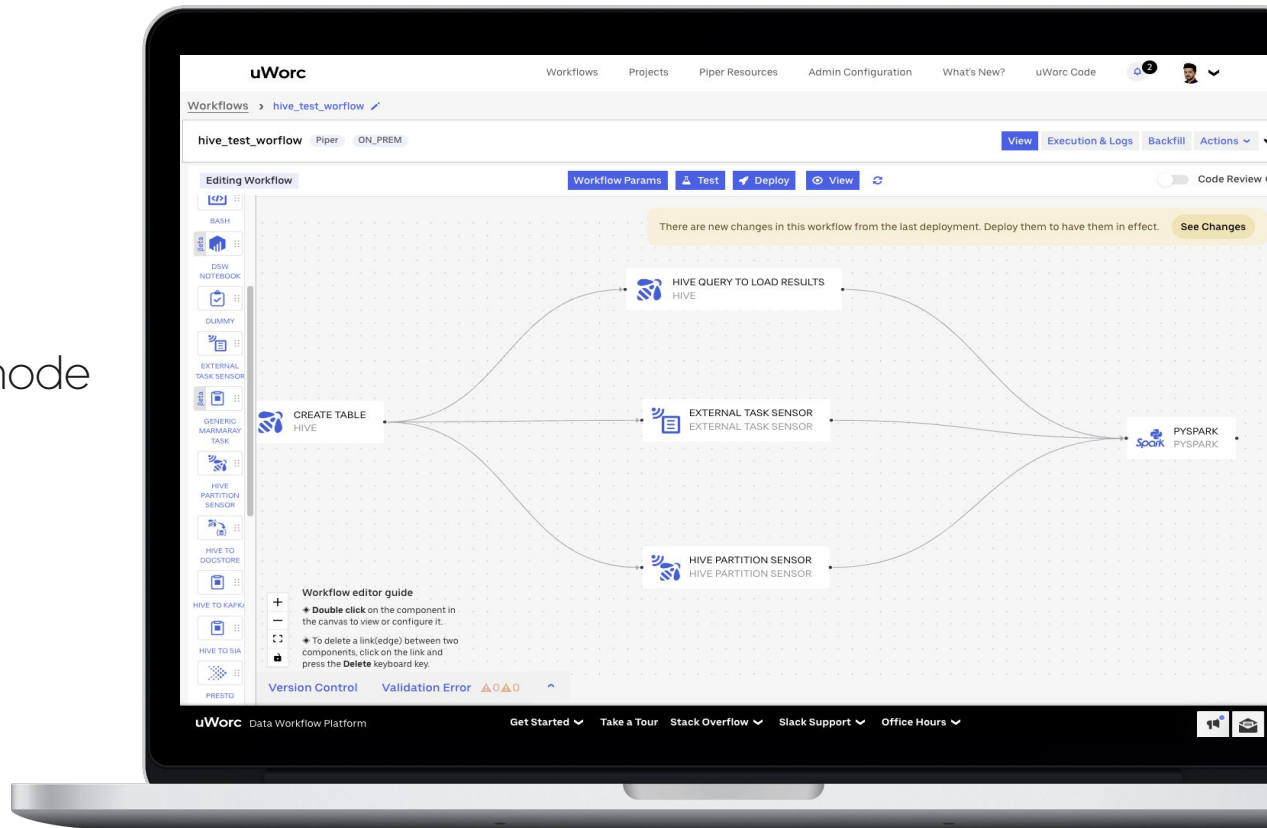 node
uWorc
Workflows Projects Piper Resources Admin Configuration What's New? uWorc Code 2
Workflows > hive_test_worflow
hive_test_worflow Piper ON_PREM
View Execution & Logs Backfill Actions
Editing Workflow
Workflow Params Test Deploy View
Code Review
There are new changes in this workflow from the last deployment. Deploy them to have them in effect. See Changes
BASH
Beta
DSW
NOTEBOOK
DUMMY
EXTERNAL
TASK SENSOR
Beta
GENERIC
MARMARAY
TASK
HIVE
PARTITION
SENSOR
HIVE TO
DOCSTORE
HIVE TO KAFKA
HIVE TO SIA
PRESTO
HIVE QUERY TO LOAD RESULTS
HIVE
CREATE TABLE
HIVE
EXTERNAL TASK SENSOR
EXTERNAL TASK SENSOR
Spark
PYSPARK
PYSPARK
HIVE PARTITION SENSOR
HIVE PARTITION SENSOR
Workflow editor guide
Double click on the component in
the canvas to view or configure it.
To delete a link(edge) between two
components, click on the link and
press the Delete keyboard key.
Version Control Validation Error 0 0
uWorc Data Workflow Platform
Get Started Take a Tour Stack Overflow Slack Support Office Hours